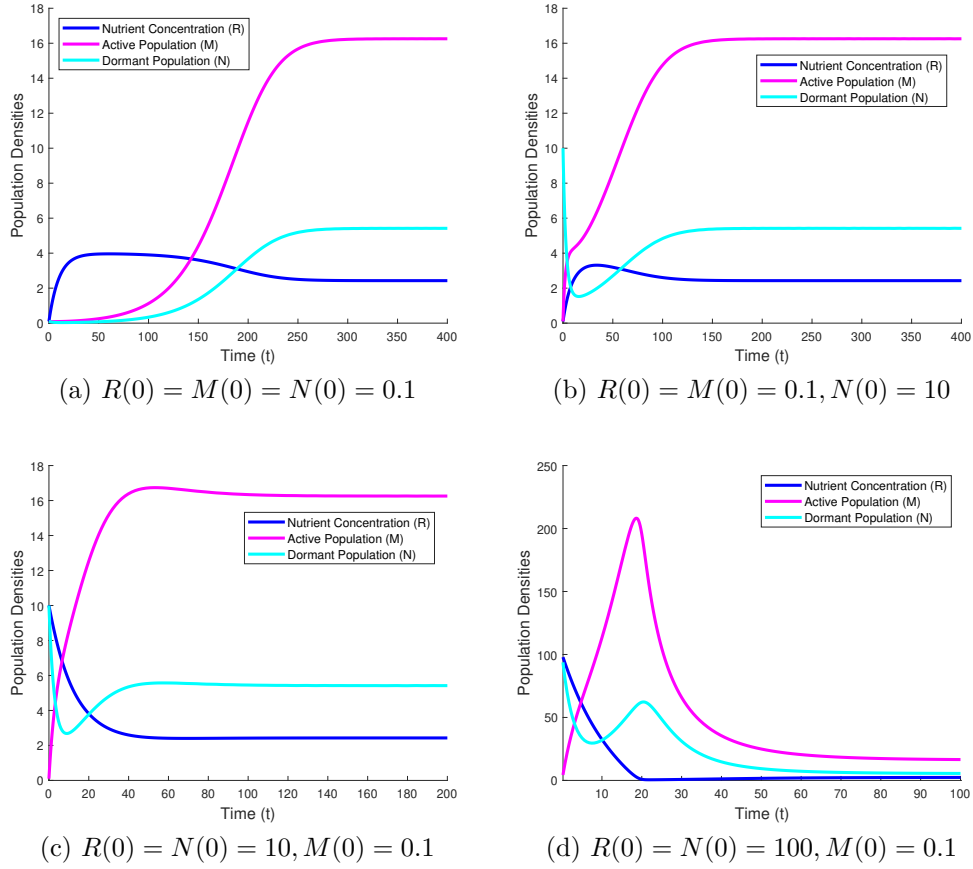 Population Densities
18
16
14
12
10
8
6
4
2
0
Nutrient Concentration (R)
Active Population (M)
Dormant Population (N)
0 50 100 150 200 250 300 350 400
Time (t)
(a) R(0) = M(0) = N(0) = 0.1
Population Densities
18
16
14
12
10
8
6
4
2
0
Nutrient Concentration (R)
Active Population (M)
Dormant Population (N)
0 50 100 150 200 250 300 350 400
Time (t)
(b) R(0) = M(0) = 0.1, N(0) = 10
Population Densities
18
16
14
12
10
8
6
4
2
0
Nutrient Concentration (R)
Active Population (M)
Dormant Population (N)
0 20 40 60 80 100 120 140 160 180 200
Time (t)
(c) R(0) = N(0) = 10, M(0) = 0.1
Population Densities
250
200
150
100
50
0
Nutrient Concentration (R)
Active Population (M)
Dormant Population (N)
10 20 30 40 50 60 70 80 90 100
Time (t)
(d) R(0) = N(0) = 100, M(0) = 0.1